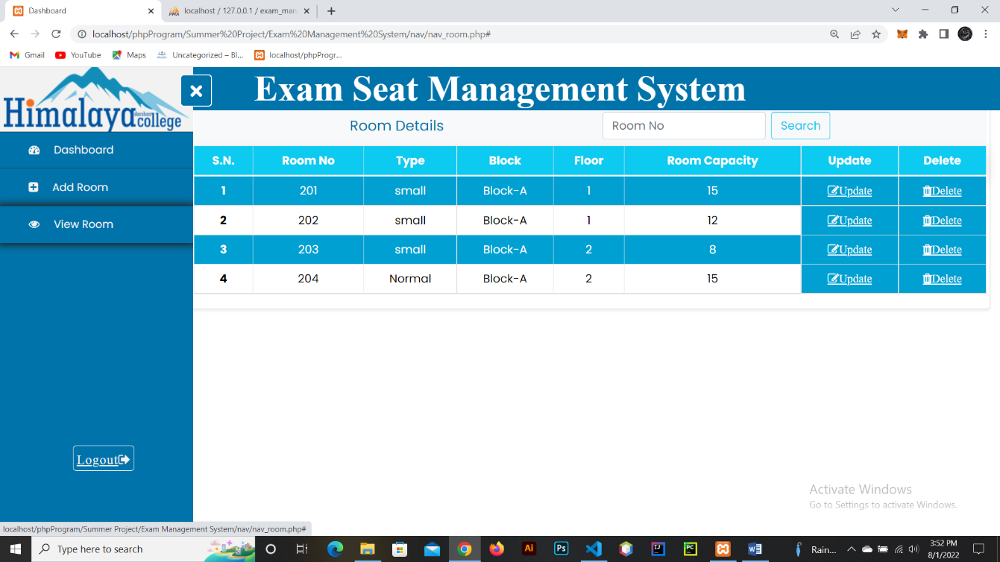 Dashboard
localhost / 127.0.0.1 / exam_man
localhost/phpProgram/Summer%20Project/Exam%20Management%20System/nav/nav_room.php#
Gmail YouTube Maps Uncategorized – Bl... localhost/phpProgr...
Himalaya darshan college
Exam Seat Management System
Dashboard
Add Room
View Room
Logout
Room Details Room No Search
S.N. Room No Type Block Floor Room Capacity Update Delete
1 201 small Block-A 1 15 Update Delete
2 202 small Block-A 1 12 Update Delete
3 203 small Block-A 2 8 Update Delete
4 204 Normal Block-A 2 15 Update Delete
Activate Windows
Go to Settings to activate Windows.
localhost/phpProgram/Summer Project/Exam Management System/nav/nav_room.php#
Type here to search
Ai Ps IJ PC
Rain...
3:52 PM
8/1/2022